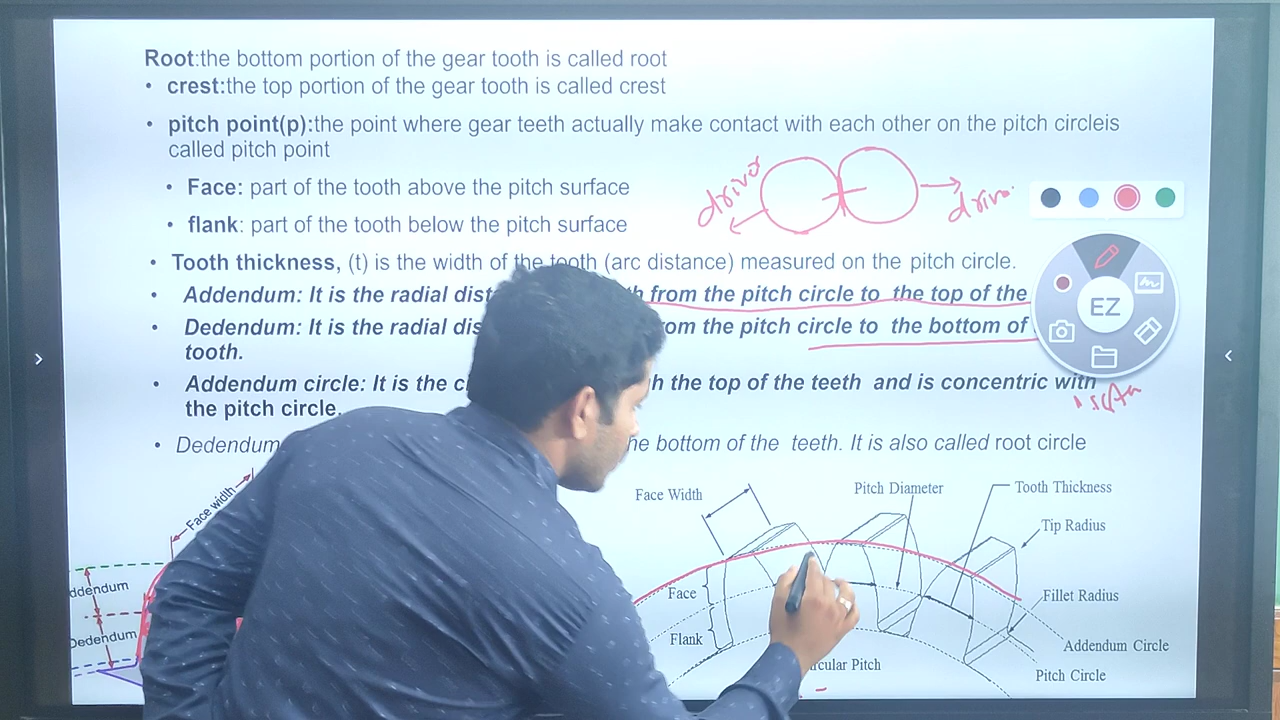 Root:the bottom portion of the gear tooth is called root
• crest:the top portion of the gear tooth is called crest
• pitch point(p):the point where gear teeth actually make contact with each other on the pitch circleis
called pitch point
• Face: part of the tooth above the pitch surface
• flank: part of the tooth below the pitch surface
driver
• Tooth thickness, (t) is the width of the tooth (arc distance) measured on the pitch circle.
• Addendum: It is the radial from the pitch circle to the top of the
• Dedendum: It is the radial from the pitch circle to the bottom of
tooth.
EZ
• Addendum circle: It is the the top of the teeth and is concentric with
the pitch circle.
• Dedendum bottom of the teeth. It is also called root circle
Face width
Face Width
Pitch Diameter
Tooth Thickness
Tip Radius
ddendum
Face
Fillet Radius
Dedendum
Flank
Addendum Circle
rcular Pitch
Pitch Circle